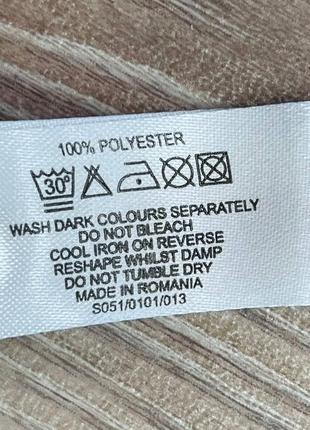 100% POLYESTER
30°
WASH DARK COLOURS SEPARATELY
DO NOT BLEACH
COOL IRON ON REVERSE
RESHAPE WHILST DAMP
DO NOT TUMBLE DRY
MADE IN ROMANIA
S051/0101/013